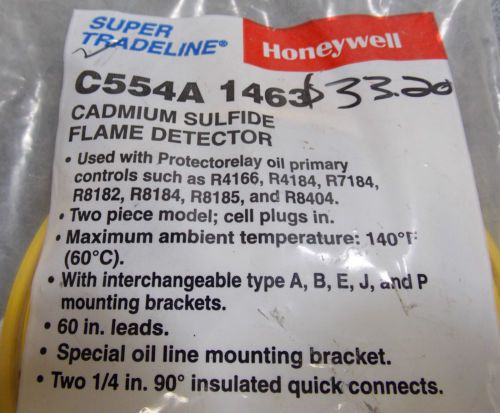 SUPER
TRADELINE®
Honeywell
C554A 1463 $33.20
CADMIUM SULFIDE
FLAME DETECTOR
• Used with Protectorelay oil primary
controls such as R4166, R4184, R7184,
R8182, R8184, R8185, and R8404.
• Two piece model; cell plugs in.
• Maximum ambient temperature: 140°F
(60°C).
• With interchangeable type A, B, E, J, and P
mounting brackets.
• 60 in. leads.
• Special oil line mounting bracket.
• Two 1/4 in. 90° insulated quick connects.